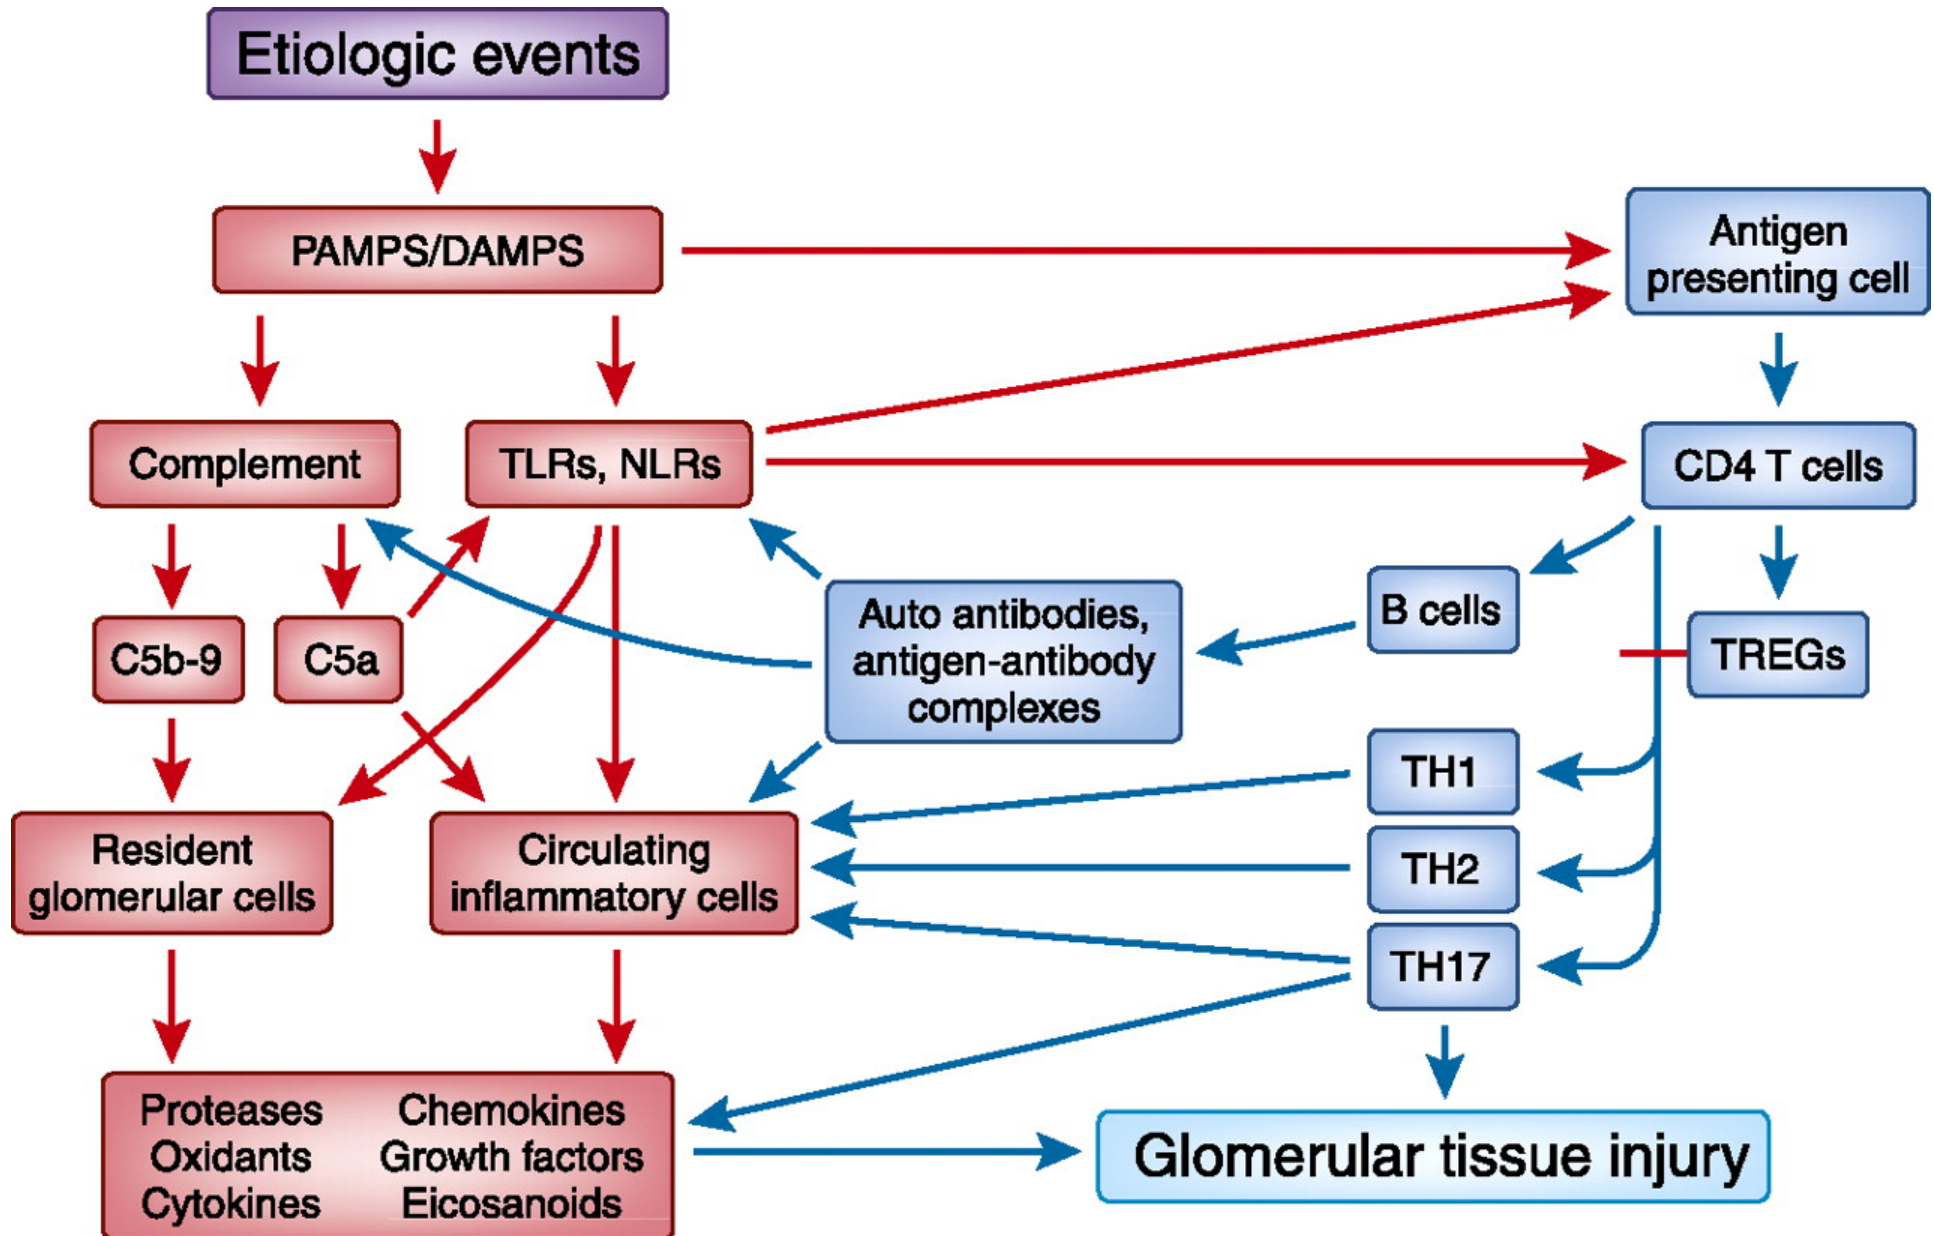 Etiologic events
PAMPS/DAMPS
Antigen
presenting cell
Complement
TLRs, NLRs
CD4 T cells
C5b-9
C5a
Auto antibodies,
antigen-antibody
complexes
B cells
TREGs
TH1
TH2
TH17
Resident
glomerular cells
Circulating
inflammatory cells
Proteases
Oxidants
Cytokines
Chemokines
Growth factors
Eicosanoids
Glomerular tissue injury